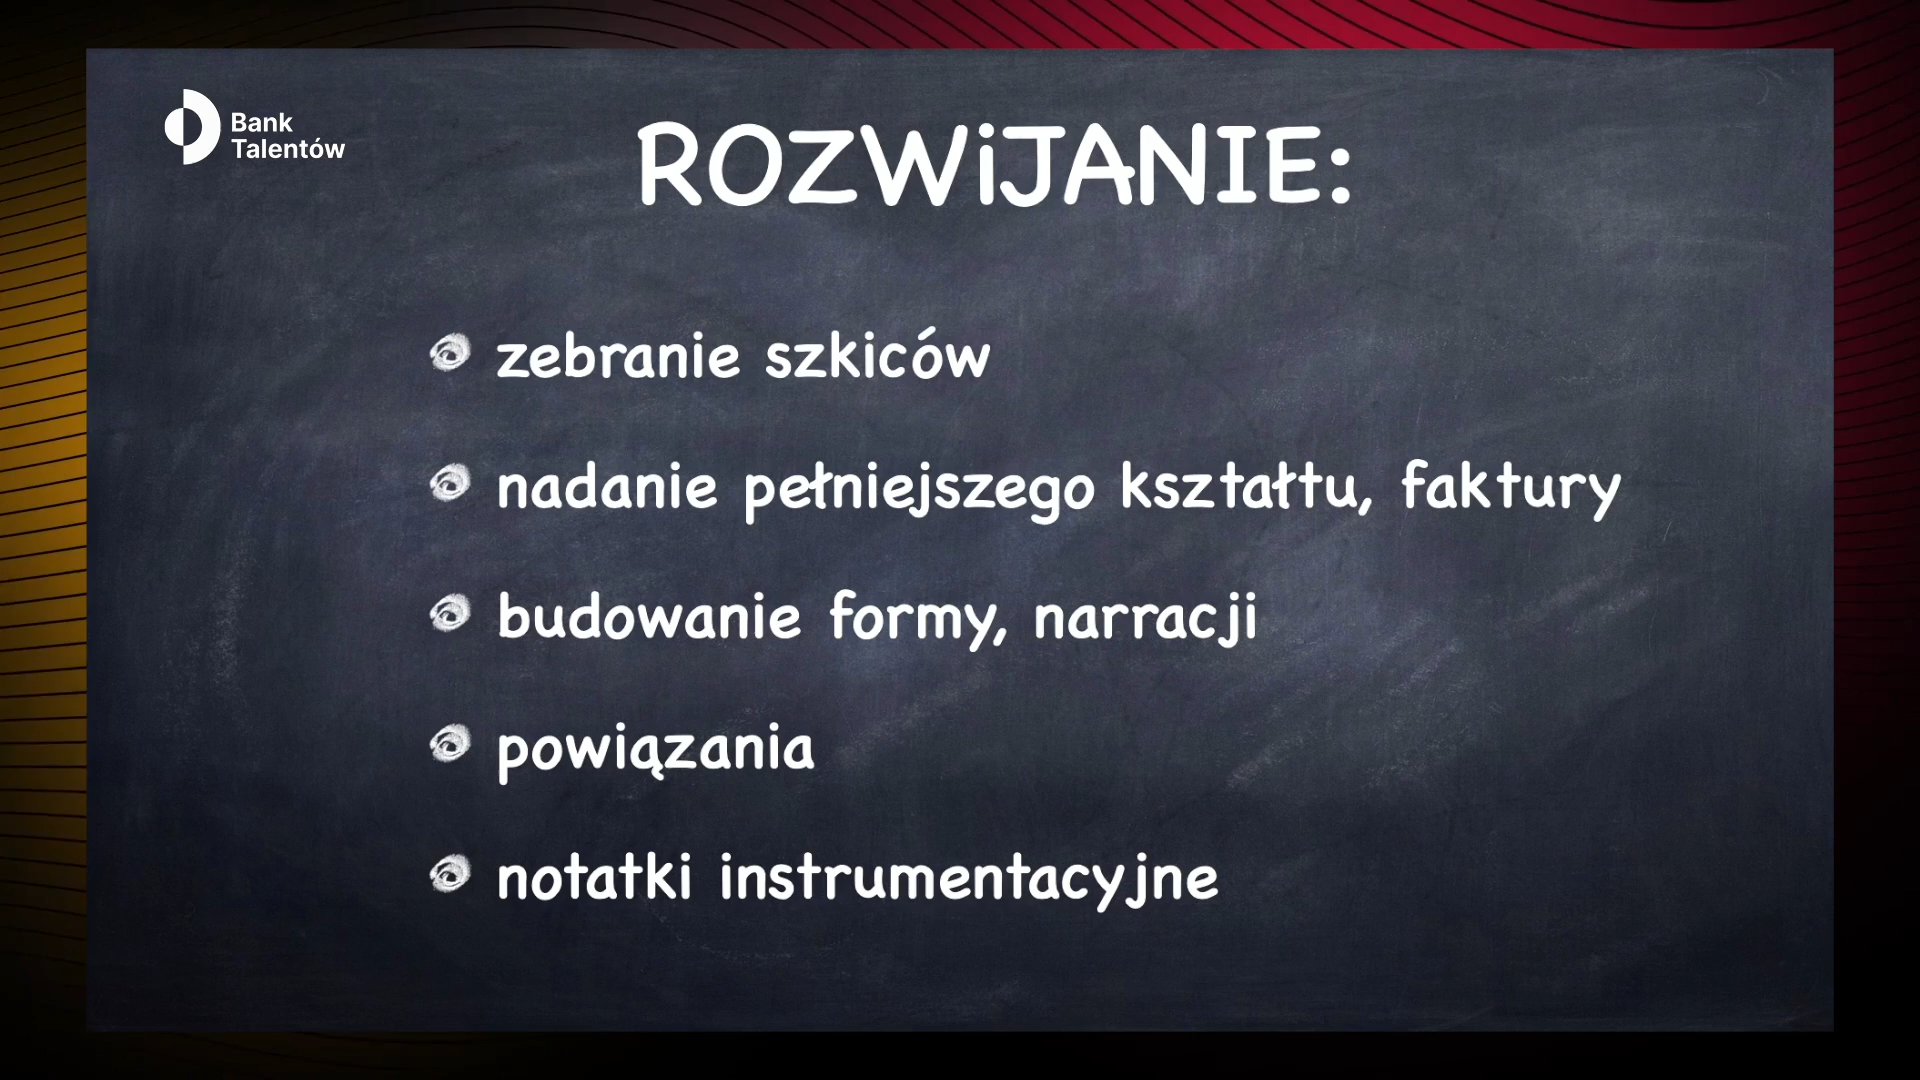 Bank
Talentów
ROZWiJANIE:
zebranie szkiców
nadanie pełniejszego kształtu, faktury
budowanie formy, narracji
powiązania
notatki instrumentacyjne